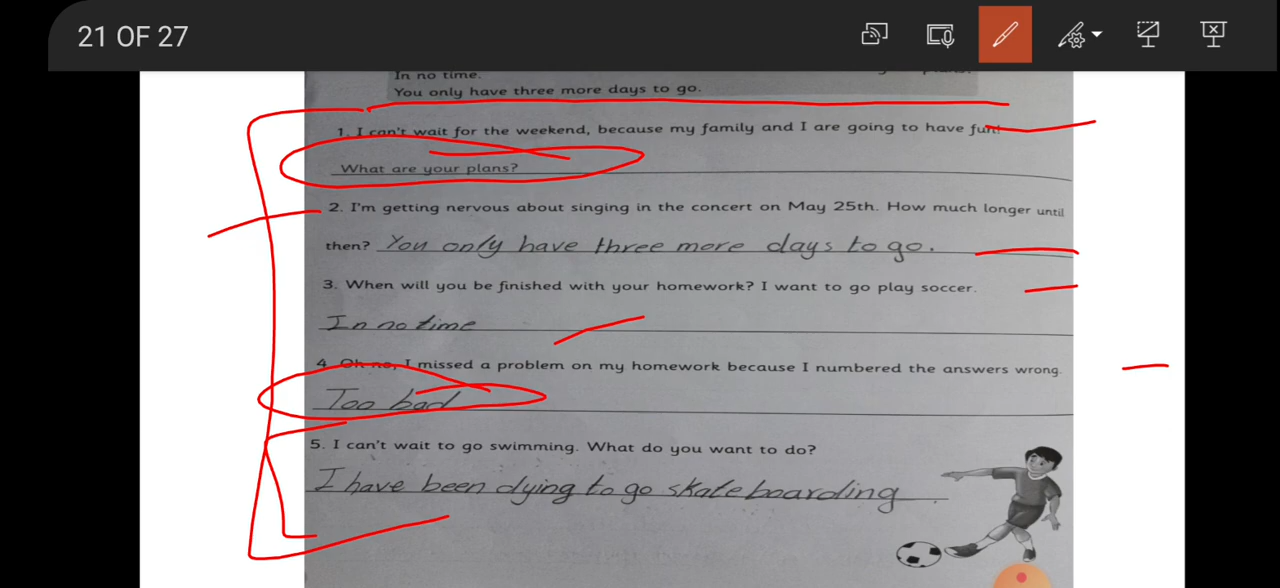 21 OF 27
In no time.
You only have three more days to go.
1. I can't wait for the weekend, because my family and I are going to have fun!
What are your plans?
2. I'm getting nervous about singing in the concert on May 25th. How much longer until
then? You only have three more days to go.
3. When will you be finished with your homework? I want to go play soccer.
In no time
4. Oh no, I missed a problem on my homework because I numbered the answers wrong.
Too bad
5. I can't wait to go swimming. What do you want to do?
I have been dying to go skateboarding